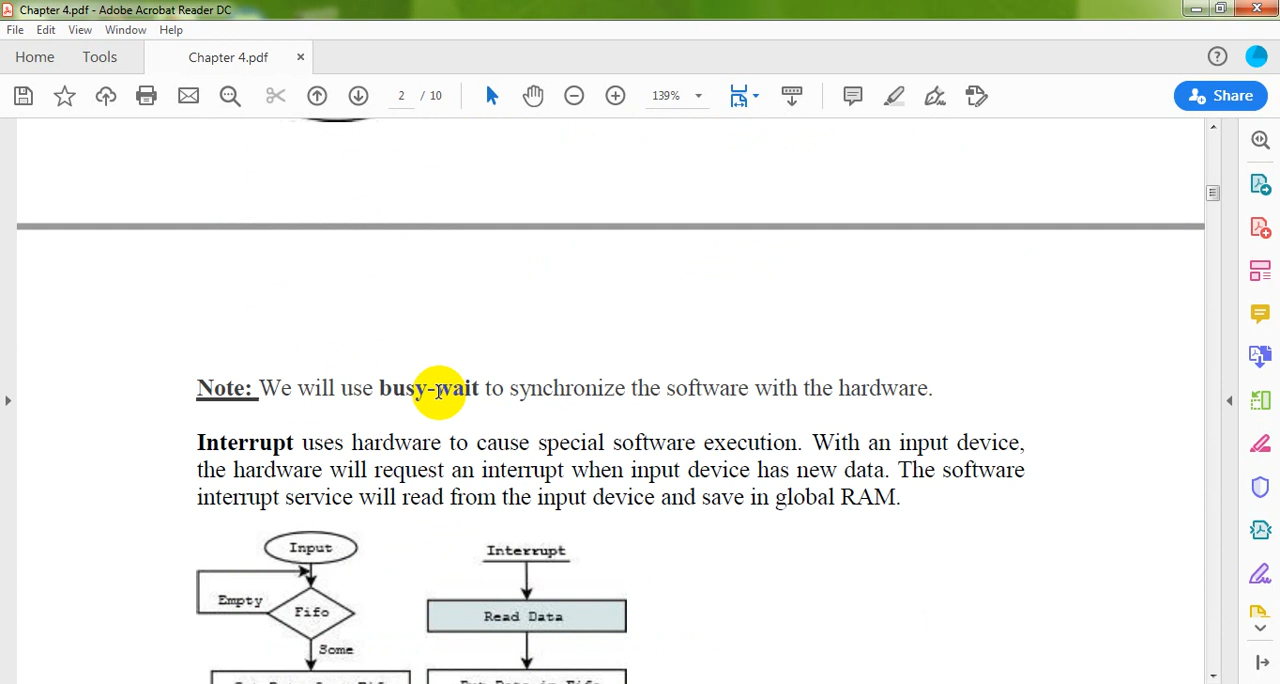 Chapter 4.pdf - Adobe Acrobat Reader DC
File Edit View Window Help
Home Tools Chapter 4.pdf ×
2 / 10 139% Share
Note: We will use busy-wait to synchronize the software with the hardware.
Interrupt uses hardware to cause special software execution. With an input device,
the hardware will request an interrupt when input device has new data. The software
interrupt service will read from the input device and save in global RAM.
Input
Interrupt
Empty
Fifo
Read Data
Some